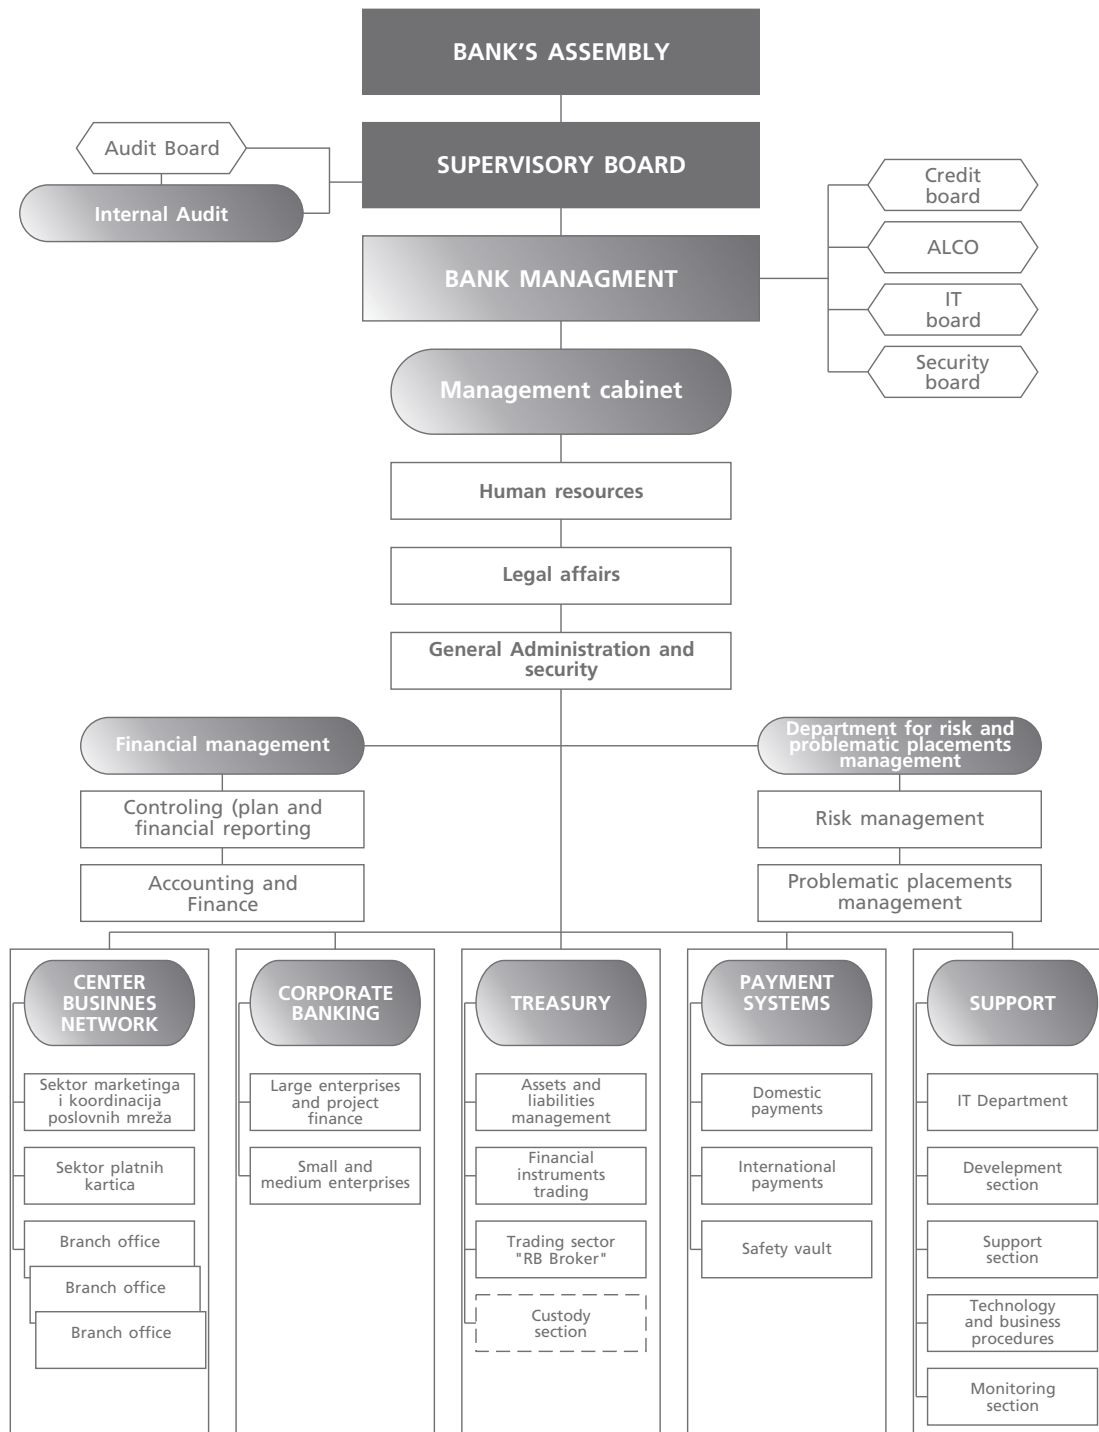 BANK'S ASSEMBLY
Audit Board
SUPERVISORY BOARD
Internal Audit
Credit
board
ALCO
BANK MANAGMENT
IT
board
Security
board
Management cabinet
Human resources
Legal affairs
General Administration and
security
Financial management
Department for risk and
problematic placements
management
Controling (plan and
financial reporting
Risk management
Accounting and
Finance
Problematic placements
management
CENTER
BUSINNES
NETWORK
Sektor marketinga
i koordinacija
poslovnih mreža
Sektor platnih
kartica
Branch office
Branch office
Branch office
CORPORATE
BANKING
Large enterprises
and project
finance
Small and
medium enterprises
TREASURY
Assets and
liabilities
management
Financial
instruments
trading
Trading sector
"RB Broker"
Custody
section
PAYMENT
SYSTEMS
Domestic
payments
International
payments
Safety vault
SUPPORT
IT Department
Develepment
section
Support
section
Technology
and business
procedures
Monitoring
section